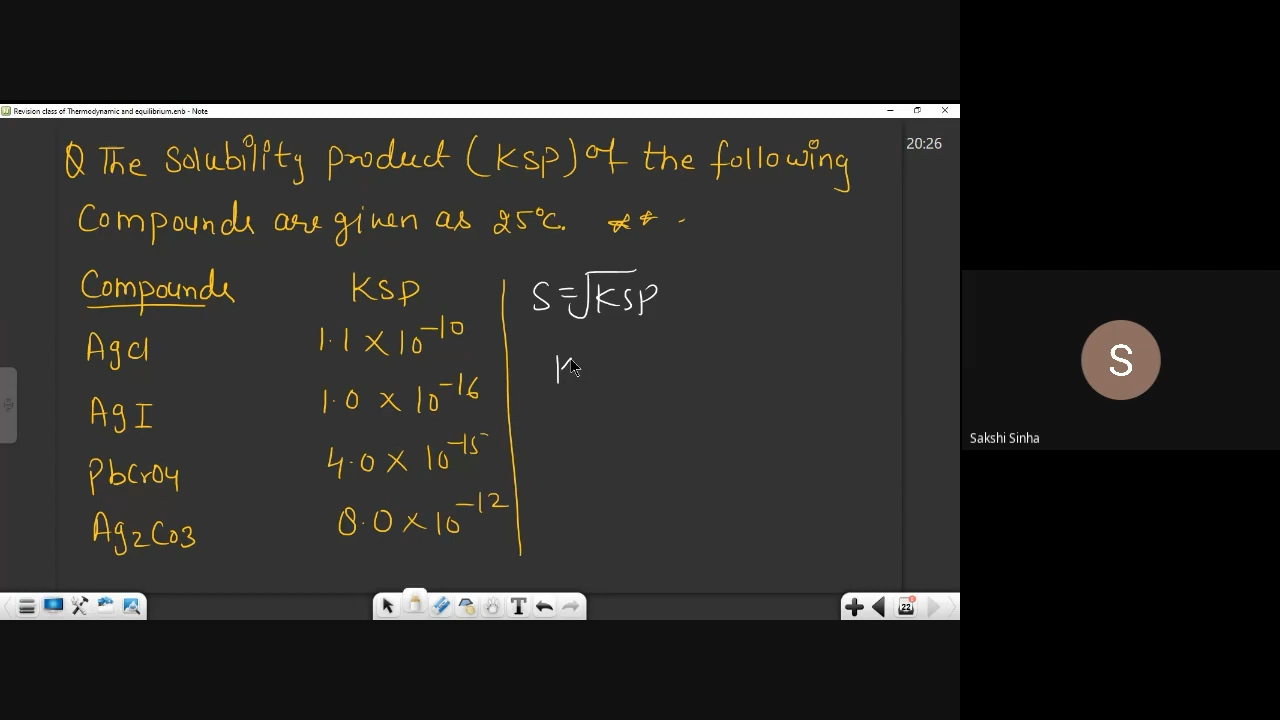 Revision class of Thermodynamic and equilibrium.enb - Note
20:26
Q The Solubility product (KSP) of the following
Compounds are given as 25°C. ** -
Compounds KSP
AgCl 1.1 × 10⁻¹⁰
AgI 1.0 × 10⁻¹⁶
PbCrO4 4.0 × 10⁻¹⁵
Ag2CO3 8.0 × 10⁻¹²
S = √KSP
T
22
S
Sakshi Sinha